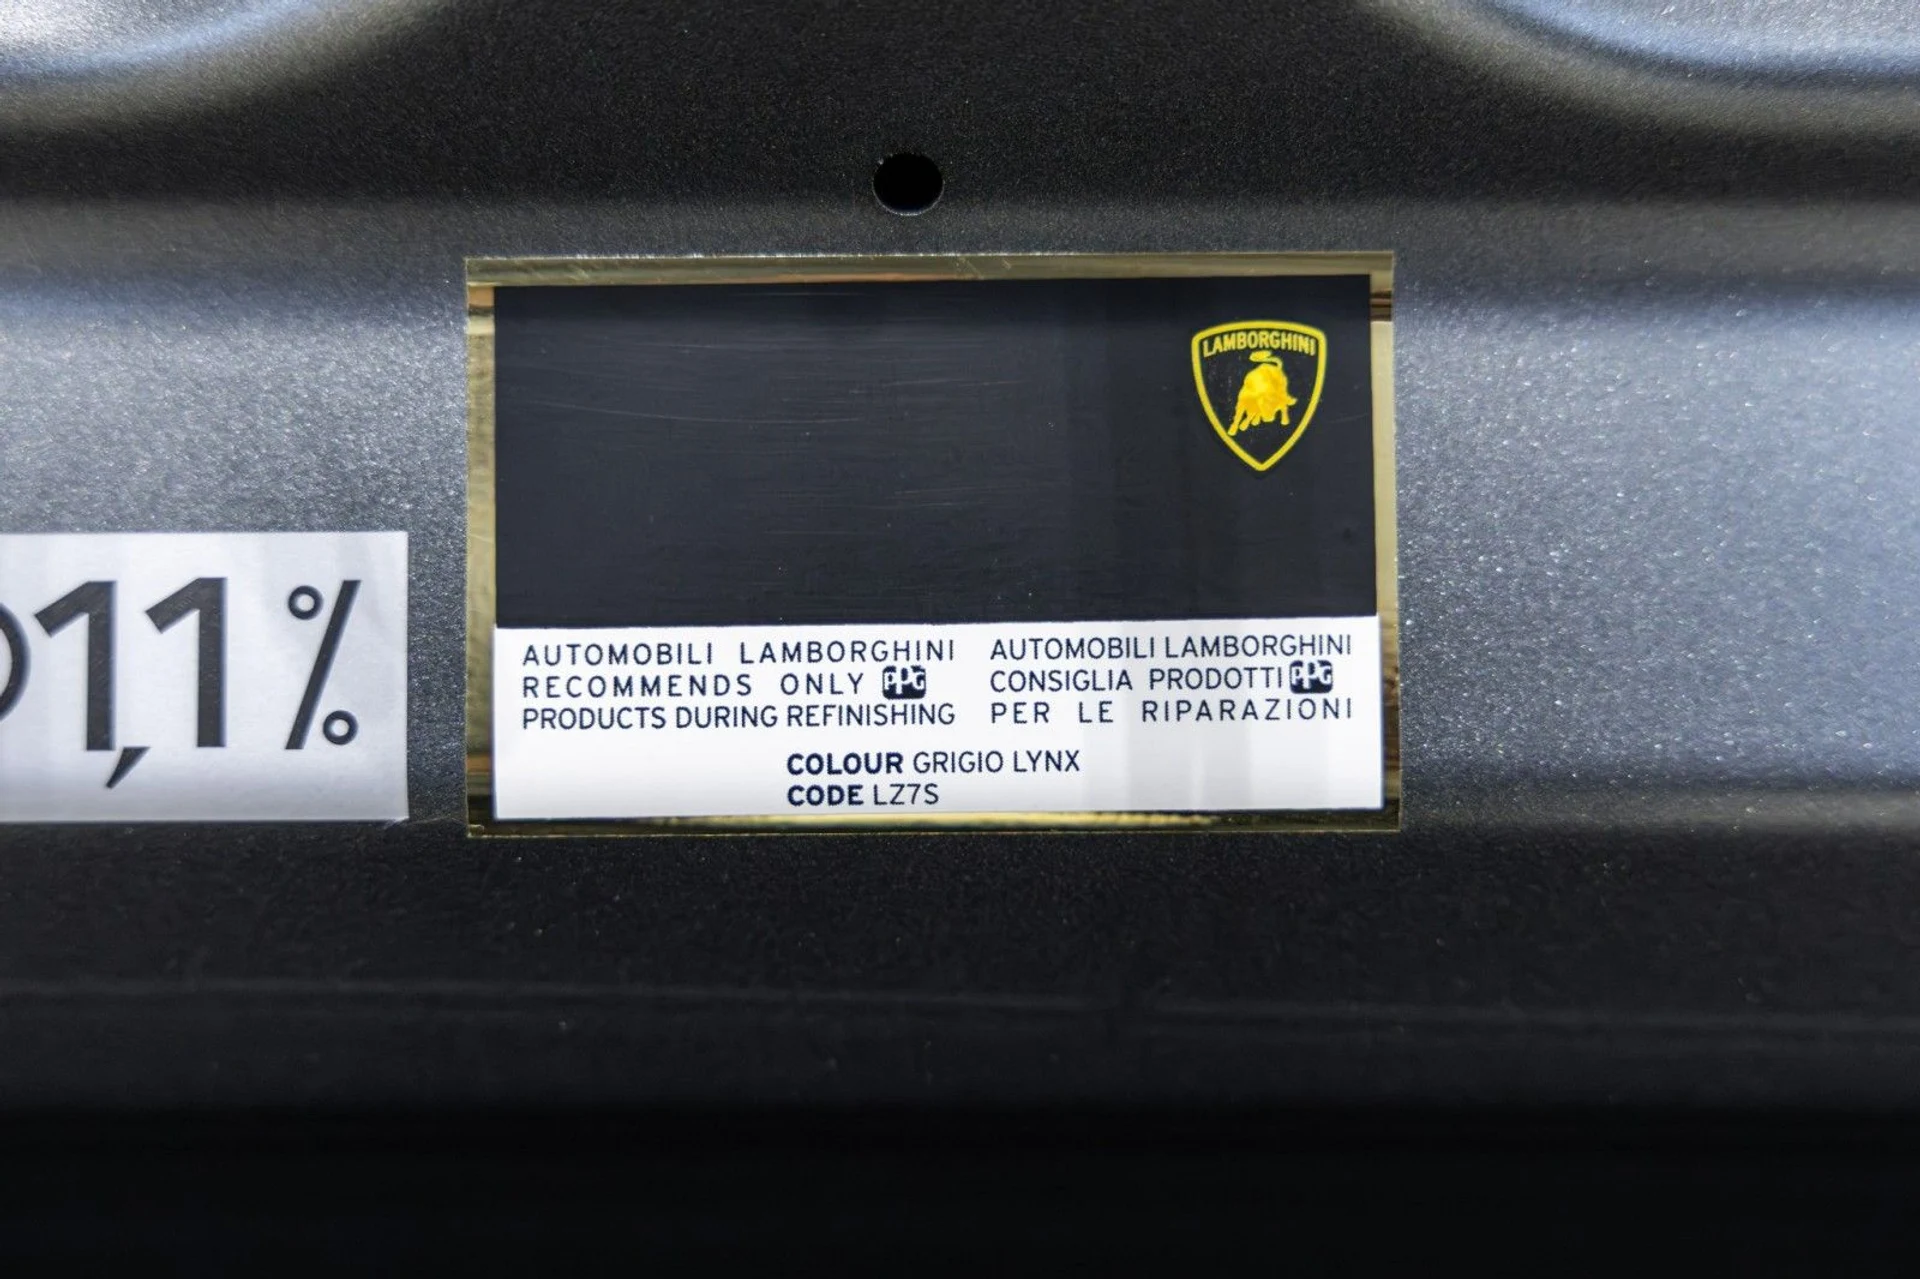 LAMBORGHINI
AUTOMOBILI LAMBORGHINI
RECOMMENDS ONLY PPG
PRODUCTS DURING REFINISHING
AUTOMOBILI LAMBORGHINI
CONSIGLIA PRODOTTI PPG
PER LE RIPARAZIONI
COLOUR GRIGIO LYNX
CODE LZ7S
1,1 %